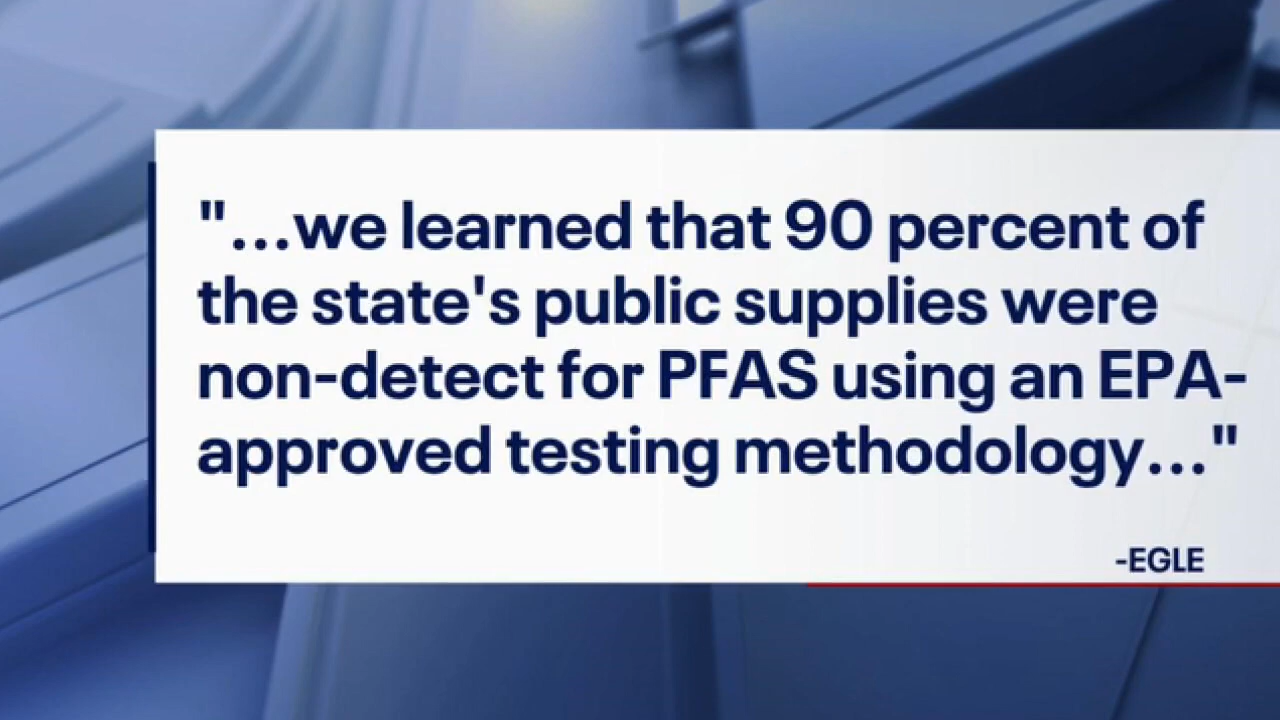 "...we learned that 90 percent of
the state's public supplies were
non-detect for PFAS using an EPA-
approved testing methodology..."
-EGLE